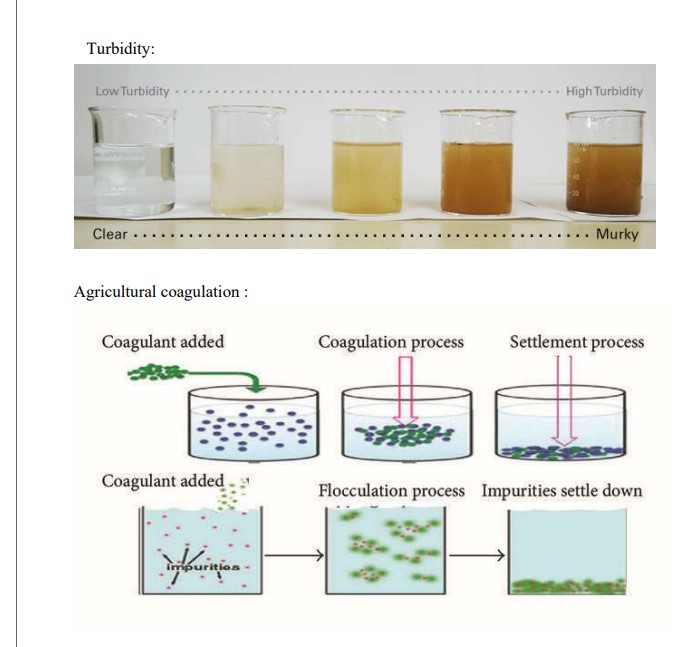 Turbidity:
Low Turbidity ........................................................ High Turbidity
Clear ........................................................ Murky
Agricultural coagulation :
Coagulant added
Coagulation process
Settlement process
Coagulant added
Flocculation process
Impurities settle down
impurities